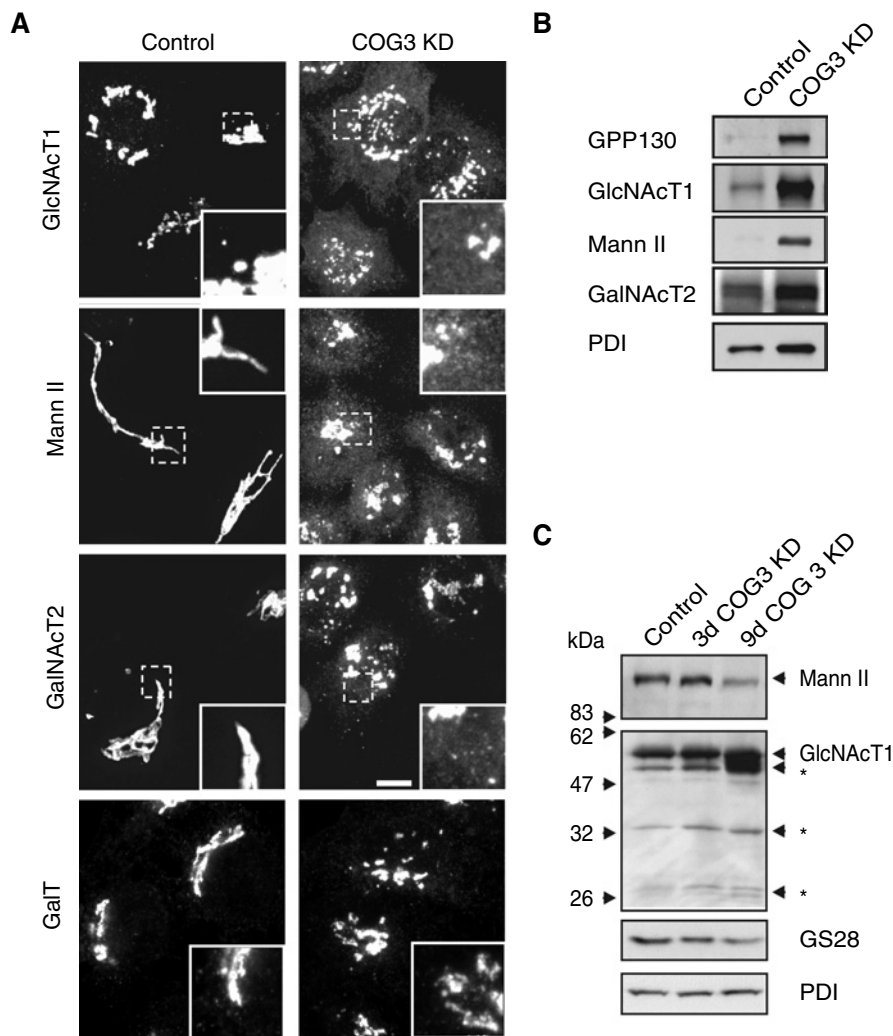 A
Control
COG3 KD
GlcNAcT1
Mann II
GalNAcT2
GalT
B
Control
COG3 KD
GPP130
GlcNAcT1
Mann II
GalNAcT2
PDI
C
Control
3d COG3 KD
9d COG 3 KD
kDa
Mann II
83
62
GlcNAcT1
*
47
32
*
26
*
GS28
PDI